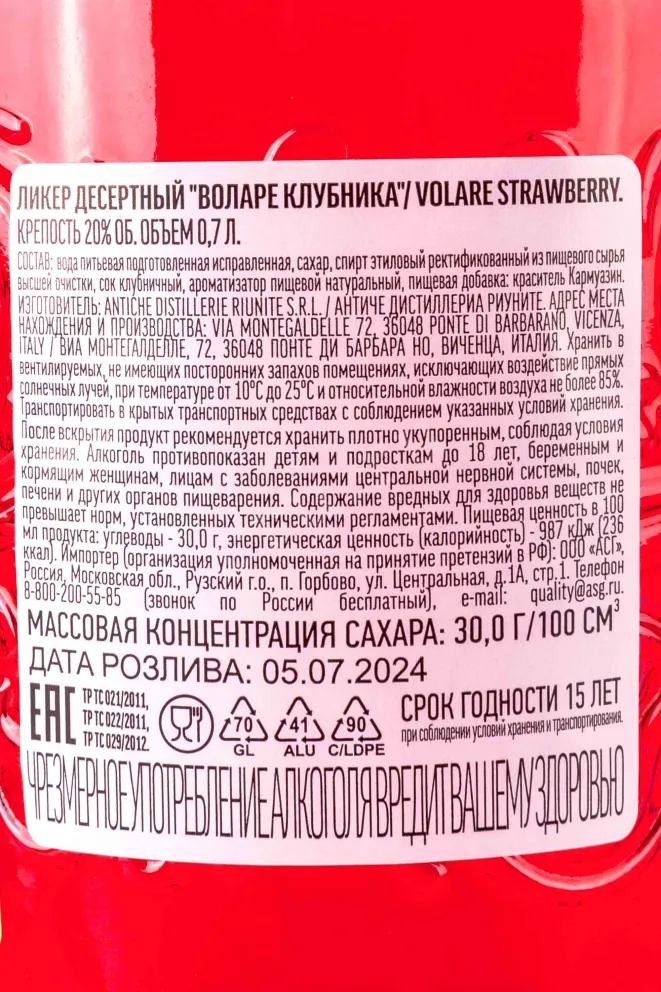 ЛИКЕР ДЕСЕРТНЫЙ "ВОЛАРЕ КЛУБНИКА"/ VOLARE STRAWBERRY.
КРЕПОСТЬ 20% ОБ. ОБЪЕМ 0,7 Л.
СОСТАВ: вода питьевая подготовленная исправленная, сахар, спирт этиловый ректификованный из пищевого сырья
высшей очистки, сок клубничный, ароматизатор пищевой натуральный, пищевая добавка: краситель Кармуазин.
ИЗГОТОВИТЕЛЬ: ANTICHE DISTILLERIE RIUNITE S.R.L. / АНТИЧЕ ДИСТИЛЛЕРИА РИУНИТЕ. АДРЕС МЕСТА
НАХОЖДЕНИЯ И ПРОИЗВОДСТВА: VIA MONTEGALDELLE 72, 36048 PONTE DI BARBARANO, VICENZA,
ITALY / ВИА МОНТЕГАЛДЕЛЛЕ, 72, 36048 ПОНТЕ ДИ БАРБАРА НО, ВИЧЕНЦА, ИТАЛИЯ. Хранить в
вентилируемых, не имеющих посторонних запахов помещениях, исключающих воздействие прямых
солнечных лучей, при температуре от 10°С до 25°С и относительной влажности воздуха не более 85%.
Транспортировать в крытых транспортных средствах с соблюдением указанных условий хранения.
После вскрытия продукт рекомендуется хранить плотно укупоренным, соблюдая условия
хранения. Алкоголь противопоказан детям и подросткам до 18 лет, беременным и
кормящим женщинам, лицам с заболеваниями центральной нервной системы, почек,
печени и других органов пищеварения. Содержание вредных для здоровья веществ не
превышает норм, установленных техническими регламентами. Пищевая ценность в 100
мл продукта: углеводы - 30,0 г, энергетическая ценность (калорийность) - 987 кДж (236
ккал). Импортер (организация уполномоченная на принятие претензий в РФ): ООО «АСГ»,
Россия, Московская обл., Рузский г.о., п. Горбово, ул. Центральная, д.1А, стр.1. Телефон
8-800-200-55-85 (звонок по России бесплатный), e-mail: quality@asg.ru.
МАССОВАЯ КОНЦЕНТРАЦИЯ САХАРА: 30,0 Г/100 СМ³
ДАТА РОЗЛИВА: 05.07.2024
ЕАС
ТР ТС 021/2011,
ТР ТС 022/2011,
ТР ТС 029/2012.
70
GL
41
ALU
90
C/LDPE
СРОК ГОДНОСТИ 15 ЛЕТ
при соблюдении условий хранения и транспортирования.
ЧРЕЗМЕРНОЕ УПОТРЕБЛЕНИЕ АЛКОГОЛЯ ВРЕДИТ ВАШЕМУ ЗДОРОВЬЮ